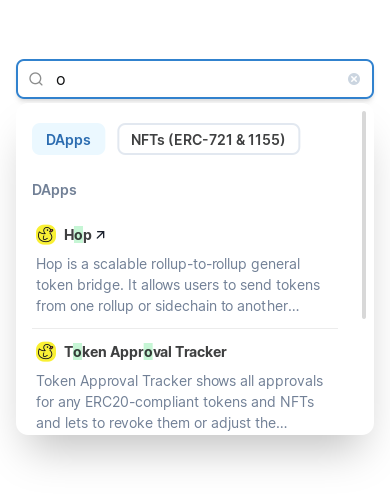 o
DApps
NFTs (ERC-721 & 1155)
DApps
Hop ↗
Hop is a scalable rollup-to-rollup general
token bridge. It allows users to send tokens
from one rollup or sidechain to another...
Token Approval Tracker
Token Approval Tracker shows all approvals
for any ERC20-compliant tokens and NFTs
and lets to revoke them or adjust the...